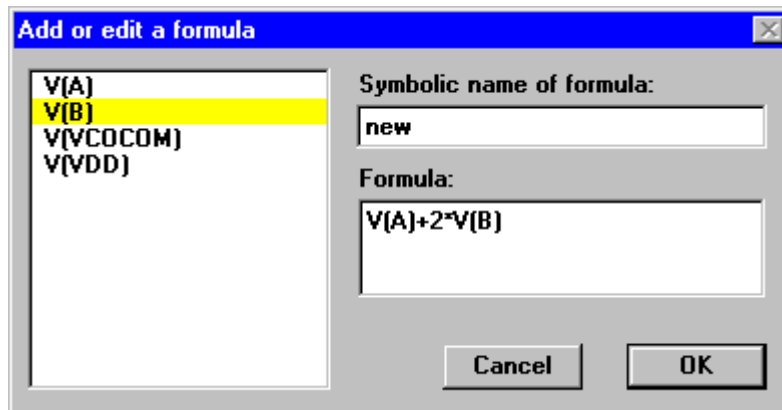 Add or edit a formula
V(A)
V(B)
V(VCOCOM)
V(VDD)
Symbolic name of formula:
new
Formula:
V(A)+2*V(B)
Cancel
OK